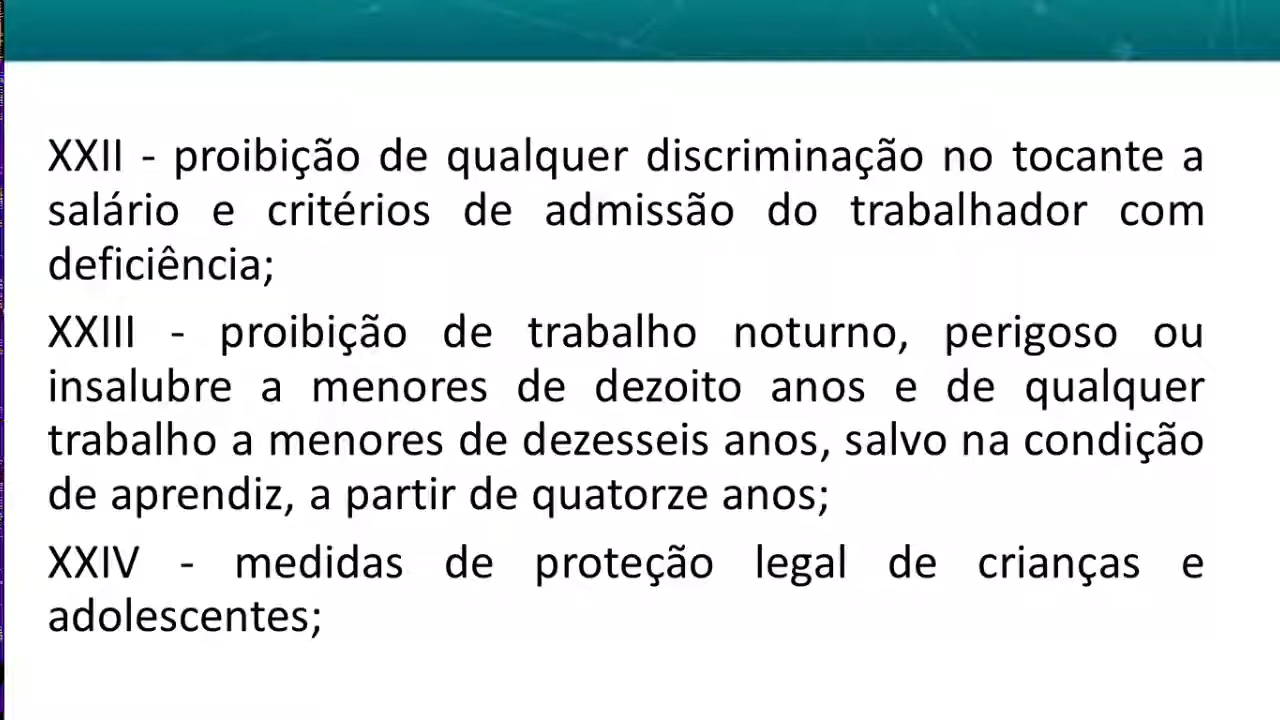 XXII - proibição de qualquer discriminação no tocante a
salário e critérios de admissão do trabalhador com
deficiência;
XXIII - proibição de trabalho noturno, perigoso ou
insalubre a menores de dezoito anos e de qualquer
trabalho a menores de dezesseis anos, salvo na condição
de aprendiz, a partir de quatorze anos;
XXIV - medidas de proteção legal de crianças e
adolescentes;